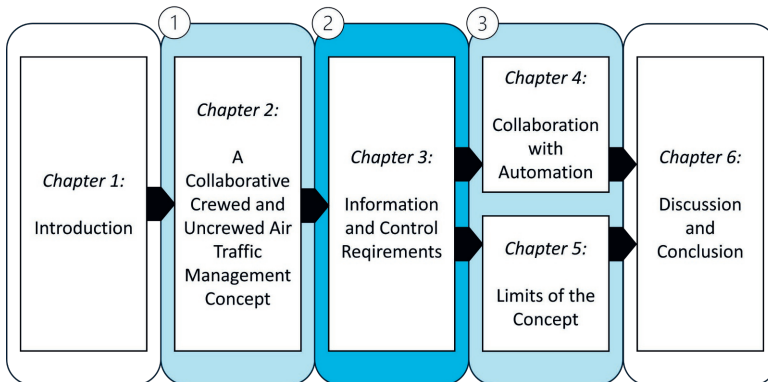 1
2
3
Chapter 1:
Introduction
Chapter 2:
A
Collaborative
Crewed and
Uncrewed Air
Traffic
Management
Concept
Chapter 3:
Information
and Control
Reqirements
Chapter 4:
Collaboration
with
Automation
Chapter 5:
Limits of the
Concept
Chapter 6:
Discussion
and
Conclusion